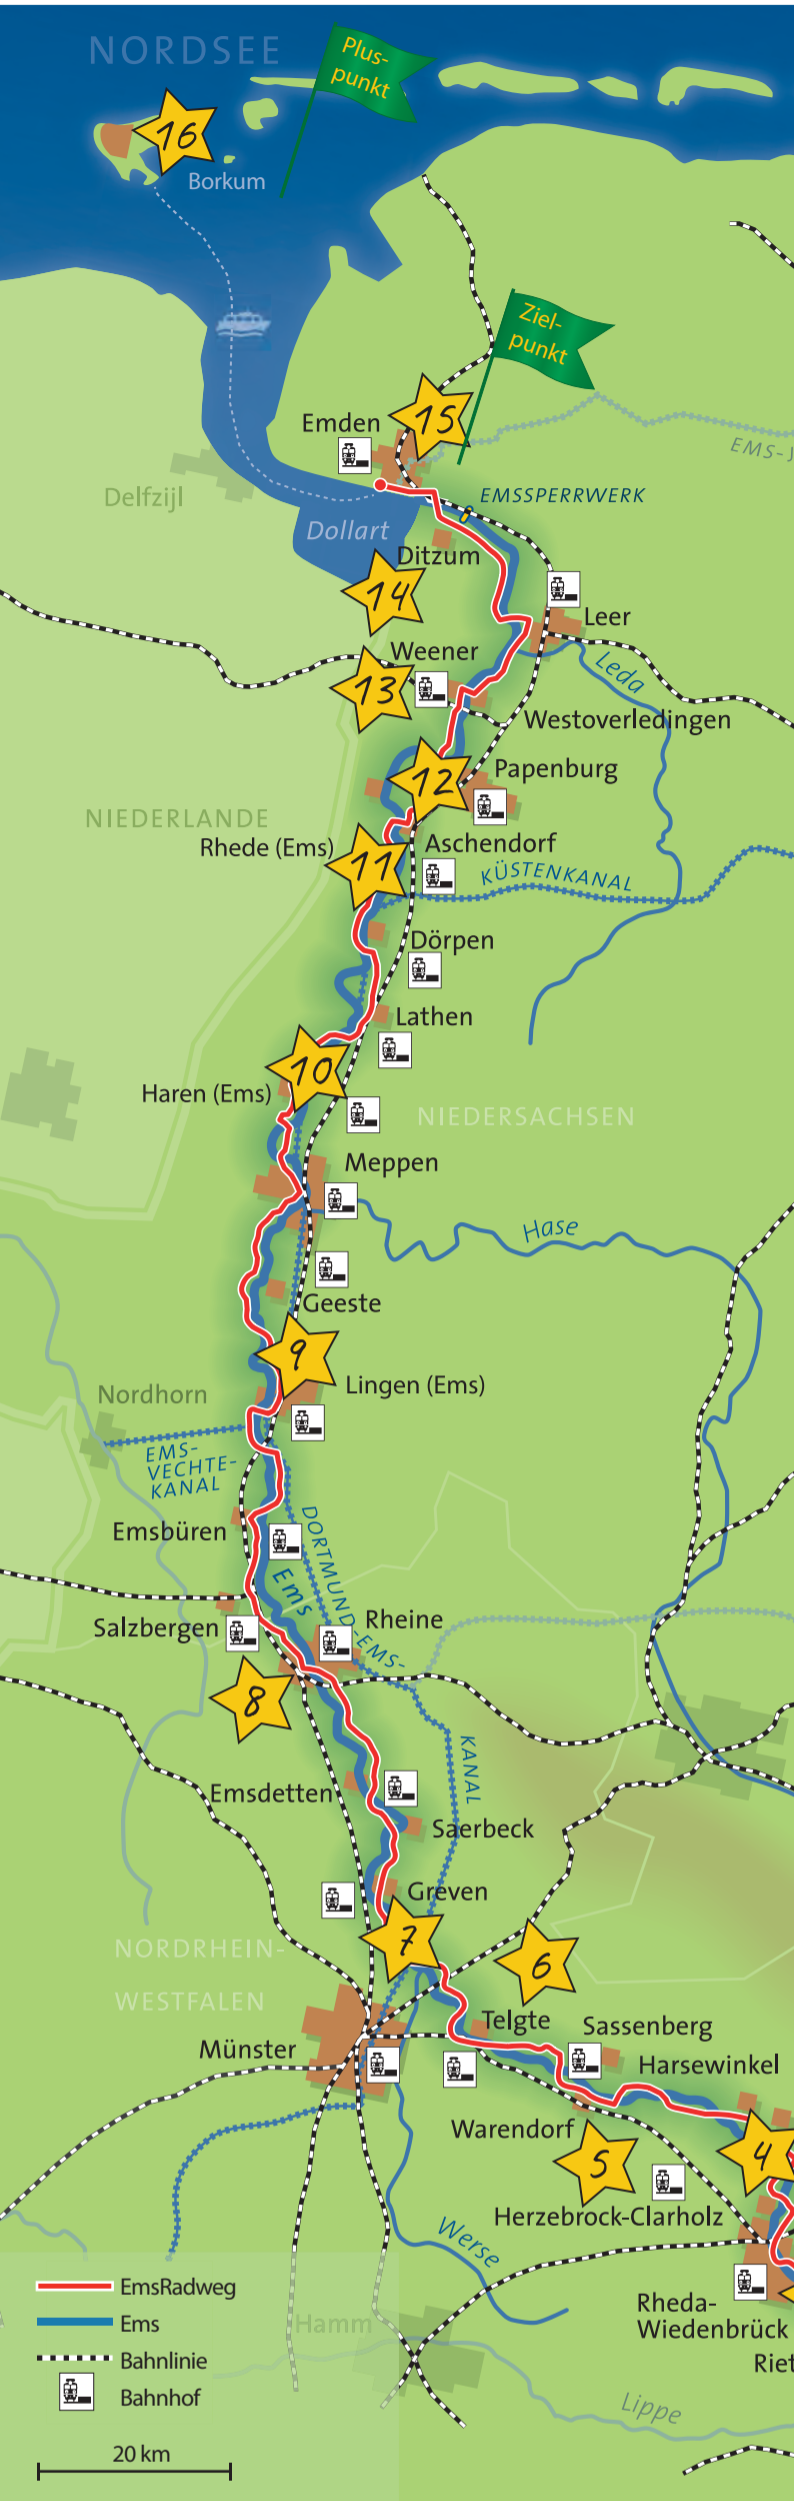 NORDSEE
Plus-
punkt
16
Borkum
Ziel-
punkt
15
Emden
EMS-J
Delfzijl
EMSSPERRWERK
Dollart
Ditzum
14
Leer
Weener
Leda
13
Westoverledingen
12
Papenburg
NIEDERLANDE
Rhede (Ems)
Aschendorf
11
KÜSTENKANAL
Dörpen
Lathen
10
Haren (Ems)
NIEDERSACHSEN
Meppen
Hase
Geeste
9
Lingen (Ems)
Nordhorn
EMS-
VECHTE-
KANAL
Emsbüren
DORTMUND-EMS-
KANAL
Ems
Salzbergen
Rheine
8
Emsdetten
Saerbeck
Greven
7
NORDRHEIN-
WESTFALEN
6
Telgte
Sassenberg
Münster
Harsewinkel
Warendorf
4
5
Herzebrock-Clarholz
Werse
Rheda-
Wiedenbrück
Riet
Hamm
Lippe
EmsRadweg
Ems
Bahnlinie
Bahnhof
20 km